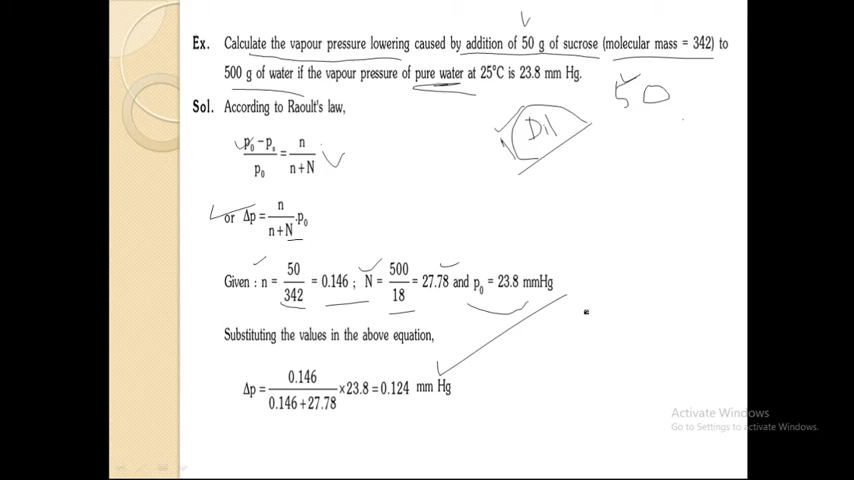 Ex. Calculate the vapour pressure lowering caused by addition of 50 g of sucrose (molecular mass = 342) to
500 g of water if the vapour pressure of pure water at 25°C is 23.8 mm Hg.
50
Sol. According to Raoult's law,
Dil
(p₀ − pₛ)/p₀ = n/(n+N)
or Δp = n/(n+N) .p₀
Given : n = 50/342 = 0.146 ; N = 500/18 = 27.78 and p₀ = 23.8 mmHg
Substituting the values in the above equation,
Δp = 0.146/(0.146+27.78) ×23.8 = 0.124 mm Hg
Activate Windows
Go to Settings to activate Windows.